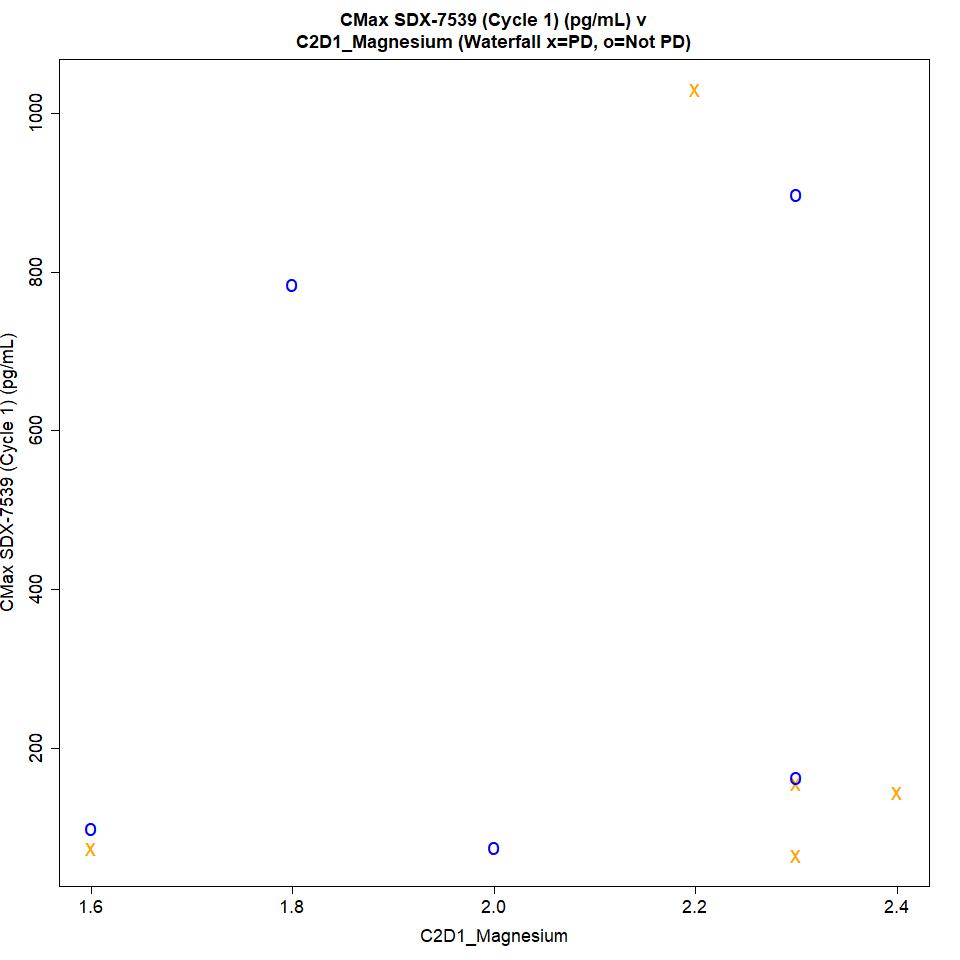 CMax SDX-7539 (Cycle 1) (pg/mL) v
C2D1_Magnesium (Waterfall x=PD, o=Not PD)
CMax SDX-7539 (Cycle 1) (pg/mL)
1000
800
600
400
200
X
O
O
O
X
X
O
X
O
X
1.6
1.8
2.0
2.2
2.4
C2D1_Magnesium